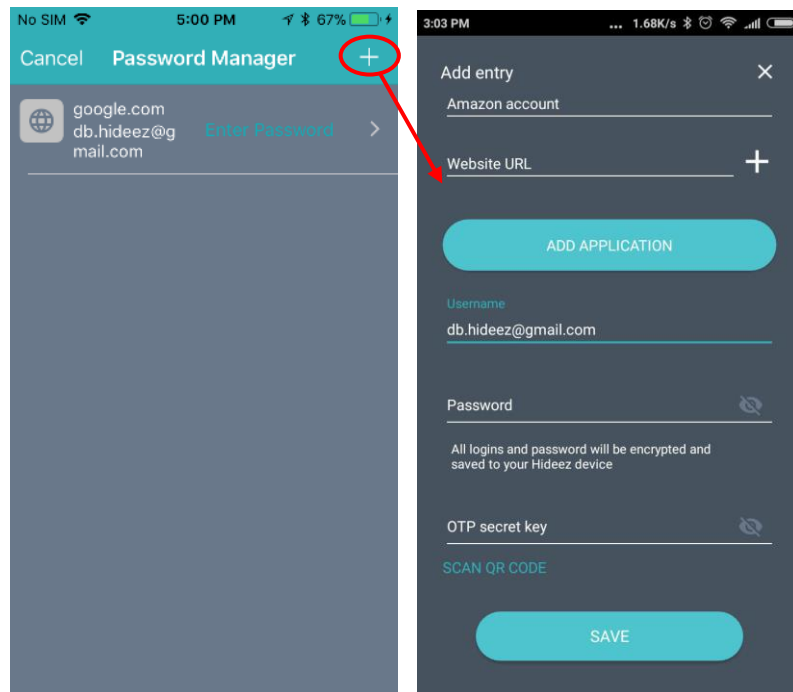 No SIM 5:00 PM 67%
Cancel Password Manager +
google.com
db.hideez@g
mail.com
Enter Password
3:03 PM ... 1.68K/s
Add entry
Amazon account
Website URL
ADD APPLICATION
Username
db.hideez@gmail.com
Password
All logins and password will be encrypted and
saved to your Hideez device
OTP secret key
SCAN QR CODE
SAVE